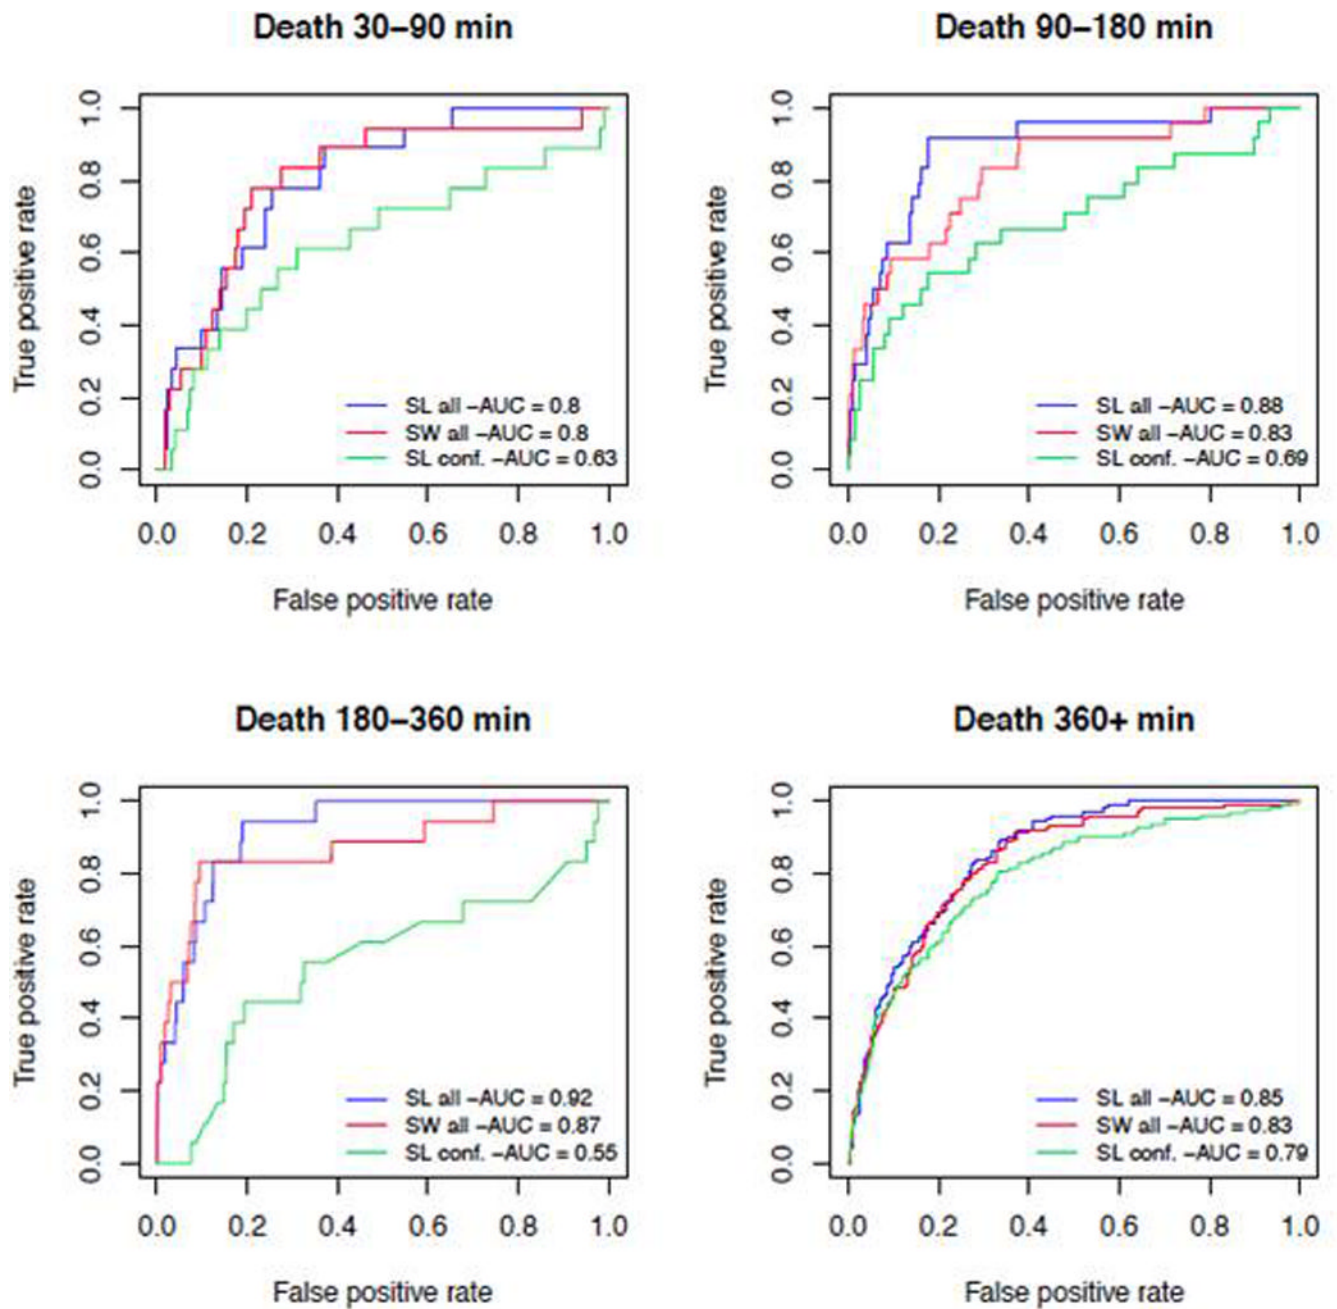 Death 30–90 min
True positive rate
1.0
0.8
0.6
0.4
0.2
0.0
SL all −AUC = 0.8
SW all −AUC = 0.8
SL conf. −AUC = 0.63
0.0 0.2 0.4 0.6 0.8 1.0
False positive rate
Death 90–180 min
True positive rate
1.0
0.8
0.6
0.4
0.2
0.0
SL all −AUC = 0.88
SW all −AUC = 0.83
SL conf. −AUC = 0.69
0.0 0.2 0.4 0.6 0.8 1.0
False positive rate
Death 180–360 min
True positive rate
1.0
0.8
0.6
0.4
0.2
0.0
SL all −AUC = 0.92
SW all −AUC = 0.87
SL conf. −AUC = 0.55
0.0 0.2 0.4 0.6 0.8 1.0
False positive rate
Death 360+ min
True positive rate
1.0
0.8
0.6
0.4
0.2
0.0
SL all −AUC = 0.85
SW all −AUC = 0.83
SL conf. −AUC = 0.79
0.0 0.2 0.4 0.6 0.8 1.0
False positive rate